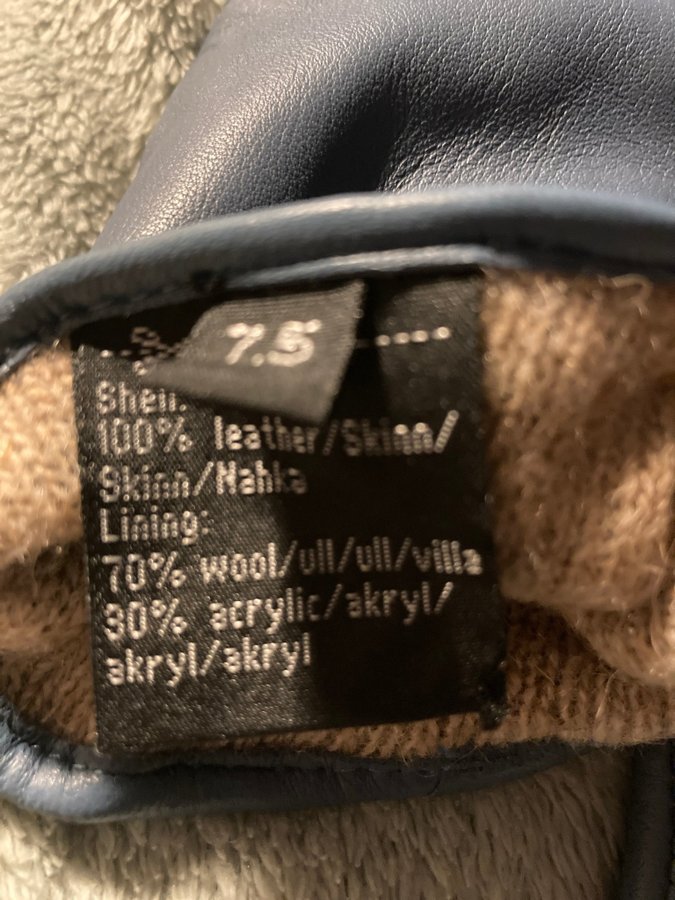 7.5
Shell:
100% leather/Skinn/
Skinn/Nahka
Lining:
70% wool/ull/ull/villa
30% acrylic/akryl/
akryl/akryl